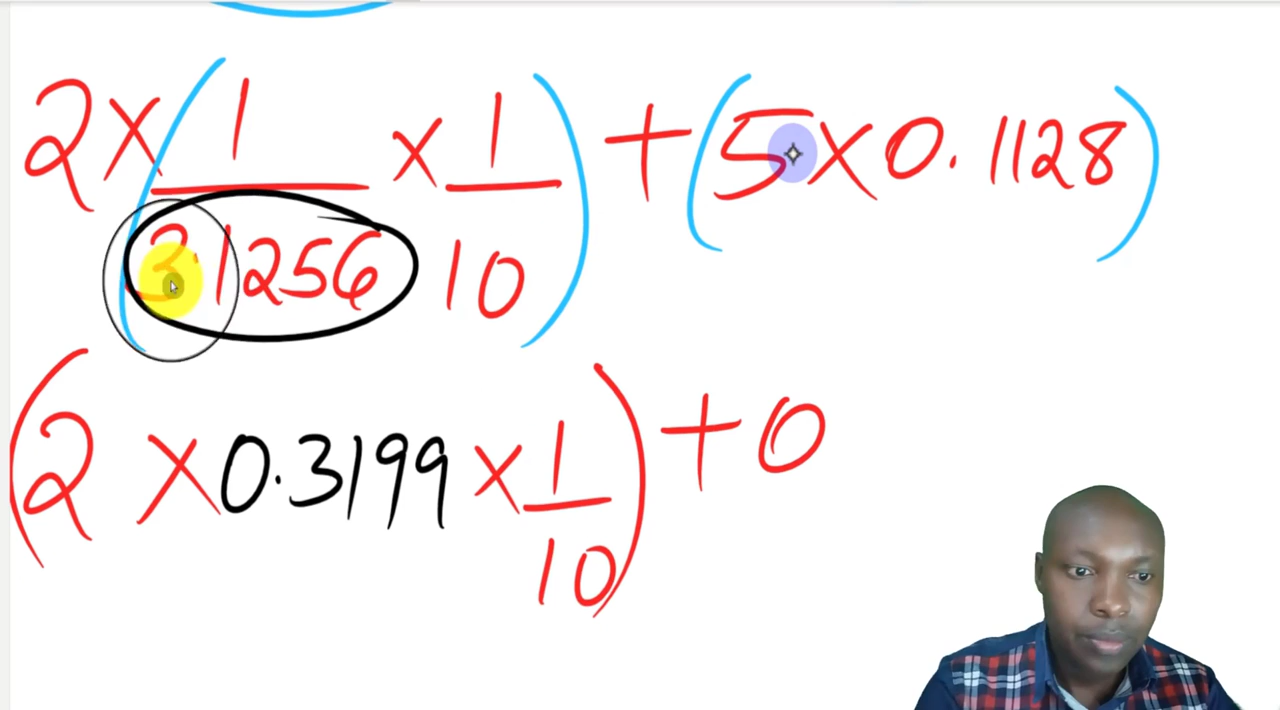 2 × ( 1/3.1256 × 1/10 ) + ( 5 × 0.1128 )
( 2 × 0.3199 × 1/10 ) + 0